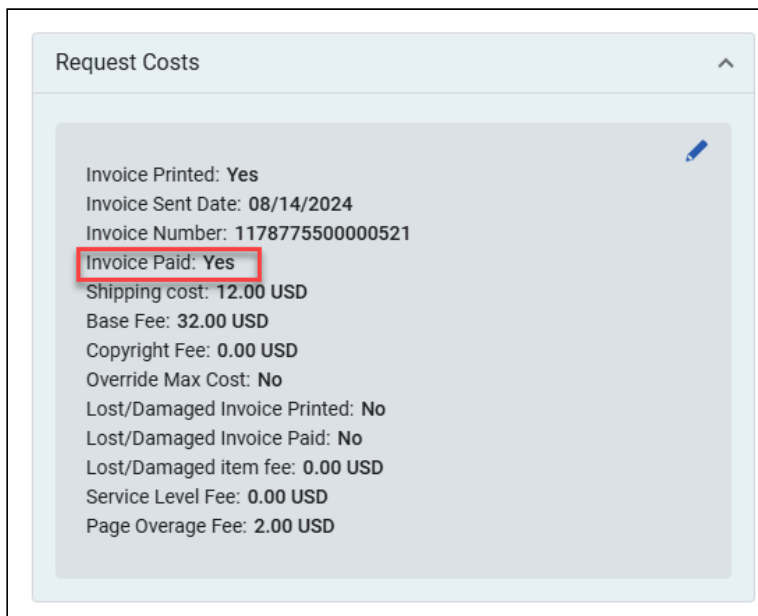 Request Costs
Invoice Printed: Yes
Invoice Sent Date: 08/14/2024
Invoice Number: 1178775500000521
Invoice Paid: Yes
Shipping cost: 12.00 USD
Base Fee: 32.00 USD
Copyright Fee: 0.00 USD
Override Max Cost: No
Lost/Damaged Invoice Printed: No
Lost/Damaged Invoice Paid: No
Lost/Damaged item fee: 0.00 USD
Service Level Fee: 0.00 USD
Page Overage Fee: 2.00 USD